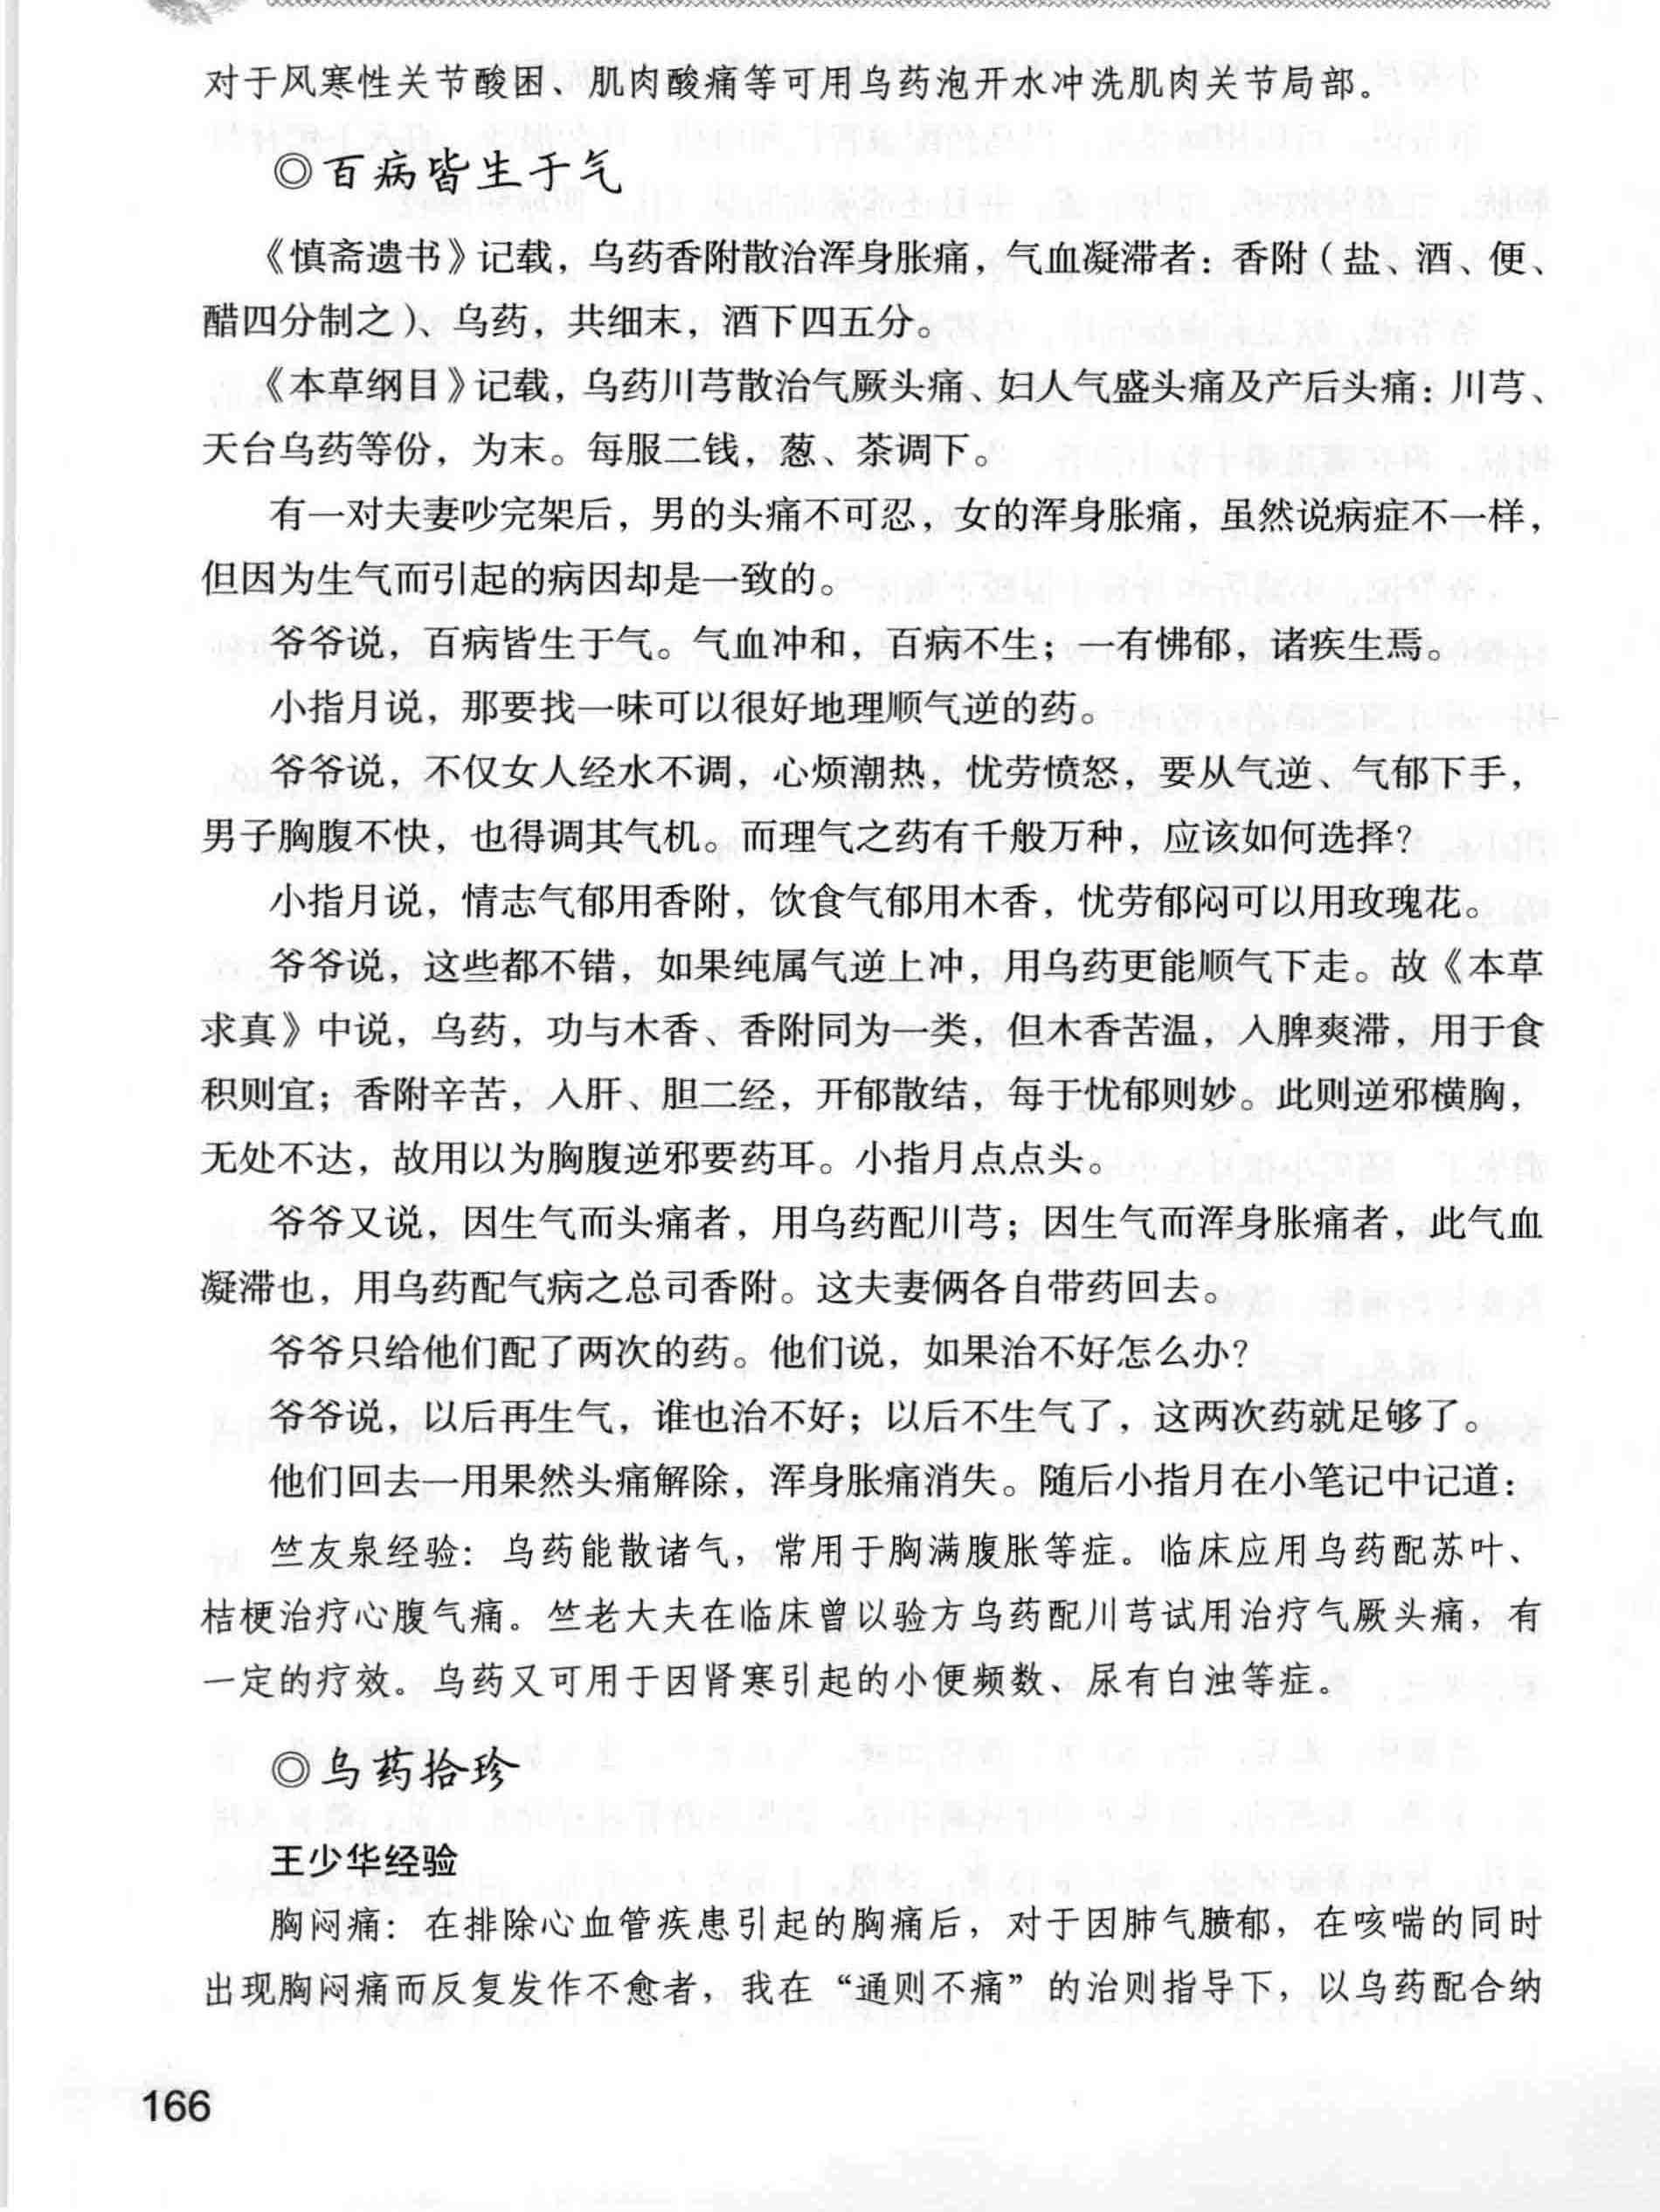 对于风寒性关节酸困、肌肉酸痛等可用乌药泡开水冲洗肌肉关节局部。
◎百病皆生于气
《慎斋遗书》记载，乌药香附散治浑身胀痛，气血凝滞者：香附（盐、酒、便、
醋四分制之）、乌药，共细末，酒下四五分。
《本草纲目》记载，乌药川芎散治气厥头痛、妇人气盛头痛及产后头痛：川芎、
天台乌药等份，为末。每服二钱，葱、茶调下。
有一对夫妻吵完架后，男的头痛不可忍，女的浑身胀痛，虽然说病症不一样，
但因为生气而引起的病因却是一致的。
爷爷说，百病皆生于气。气血冲和，百病不生；一有怫郁，诸疾生焉。
小指月说，那要找一味可以很好地理顺气逆的药。
爷爷说，不仅女人经水不调，心烦潮热，忧劳愤怒，要从气逆、气郁下手，
男子胸腹不快，也得调其气机。而理气之药有千般万种，应该如何选择？
小指月说，情志气郁用香附，饮食气郁用木香，忧劳郁闷可以用玫瑰花。
爷爷说，这些都不错，如果纯属气逆上冲，用乌药更能顺气下走。故《本草
求真》中说，乌药，功与木香、香附同为一类，但木香苦温，入脾爽滞，用于食
积则宜；香附辛苦，入肝、胆二经，开郁散结，每于忧郁则妙。此则逆邪横胸，
无处不达，故用以为胸腹逆邪要药耳。小指月点点头。
爷爷又说，因生气而头痛者，用乌药配川芎；因生气而浑身胀痛者，此气血
凝滞也，用乌药配气病之总司香附。这夫妻俩各自带药回去。
爷爷只给他们配了两次的药。他们说，如果治不好怎么办？
爷爷说，以后再生气，谁也治不好；以后不生气了，这两次药就足够了。
他们回去一用果然头痛解除，浑身胀痛消失。随后小指月在小笔记中记道：
竺友泉经验：乌药能散诸气，常用于胸满腹胀等症。临床应用乌药配苏叶、
桔梗治疗心腹气痛。竺老大夫在临床曾以验方乌药配川芎试用治疗气厥头痛，有
一定的疗效。乌药又可用于因肾寒引起的小便频数、尿有白浊等症。
◎乌药拾珍
王少华经验
胸闷痛：在排除心血管疾患引起的胸痛后，对于因肺气膹郁，在咳喘的同时
出现胸闷痛而反复发作不愈者，我在“通则不痛”的治则指导下，以乌药配合纳
166